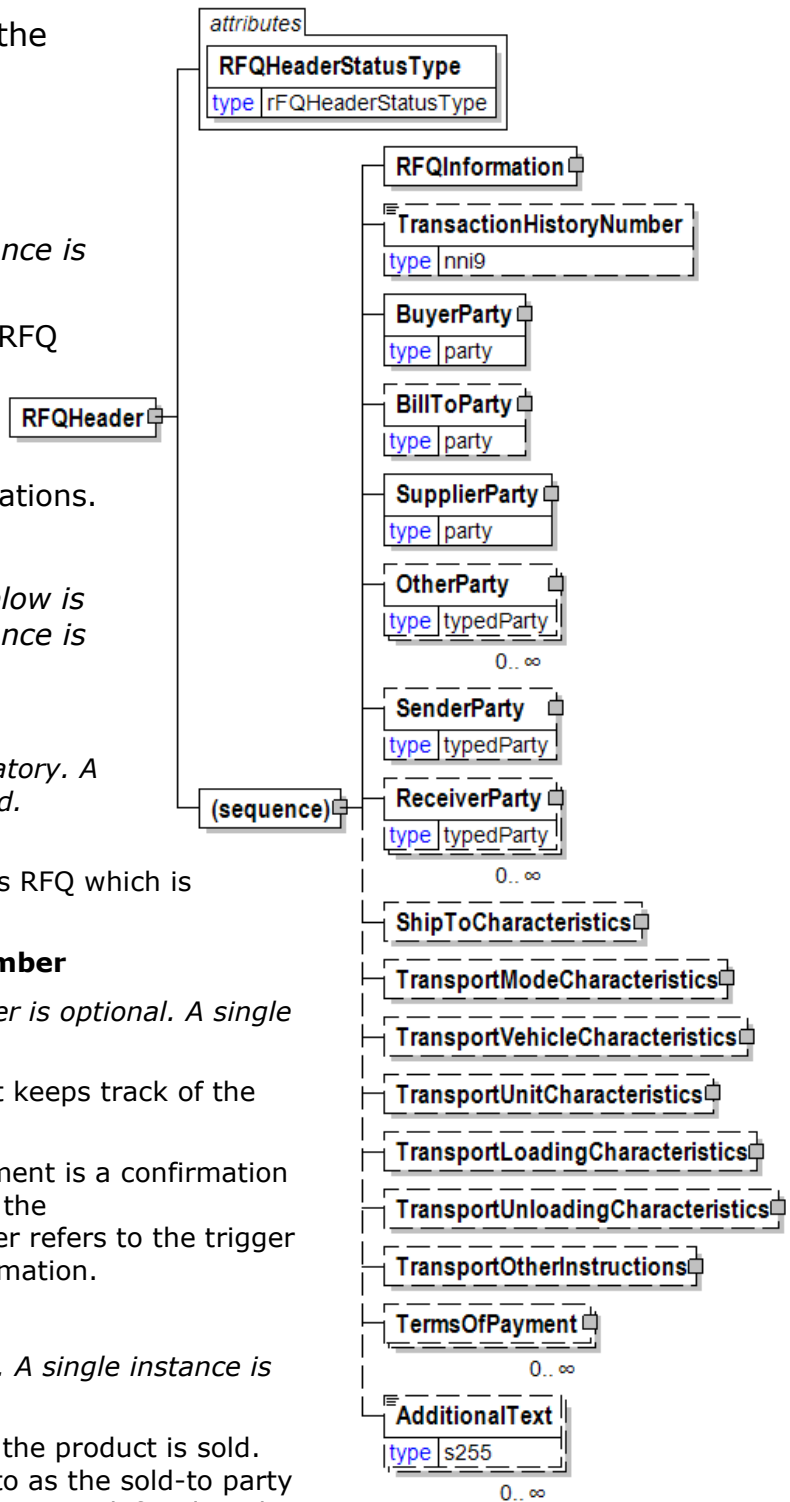 the
nce is
RFQ
ations.
low is
nce is
atory. A
d.
s RFQ which is
mber
er is optional. A single
t keeps track of the
ment is a confirmation
the
er refers to the trigger
rmation.
. A single instance is
the product is sold.
to as the sold-to party
RFQHeader
attributes
RFQHeaderStatusType
type rFQHeaderStatusType
(sequence)
RFQInformation
TransactionHistoryNumber
type nni9
BuyerParty
type party
BillToParty
type party
SupplierParty
type party
OtherParty
type typedParty
0.. ∞
SenderParty
type typedParty
ReceiverParty
type typedParty
0.. ∞
ShipToCharacteristics
TransportModeCharacteristics
TransportVehicleCharacteristics
TransportUnitCharacteristics
TransportLoadingCharacteristics
TransportUnloadingCharacteristics
TransportOtherInstructions
TermsOfPayment
0.. ∞
AdditionalText
type s255
0.. ∞